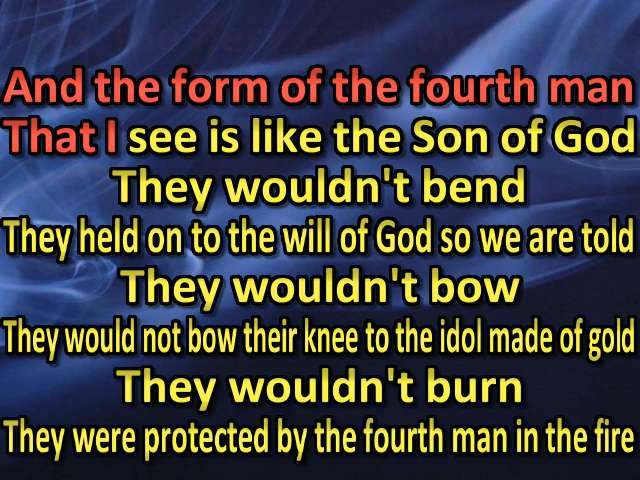 And the form of the fourth man
That I see is like the Son of God
They wouldn't bend
They held on to the will of God so we are told
They wouldn't bow
They would not bow their knee to the idol made of gold
They wouldn't burn
They were protected by the fourth man in the fire